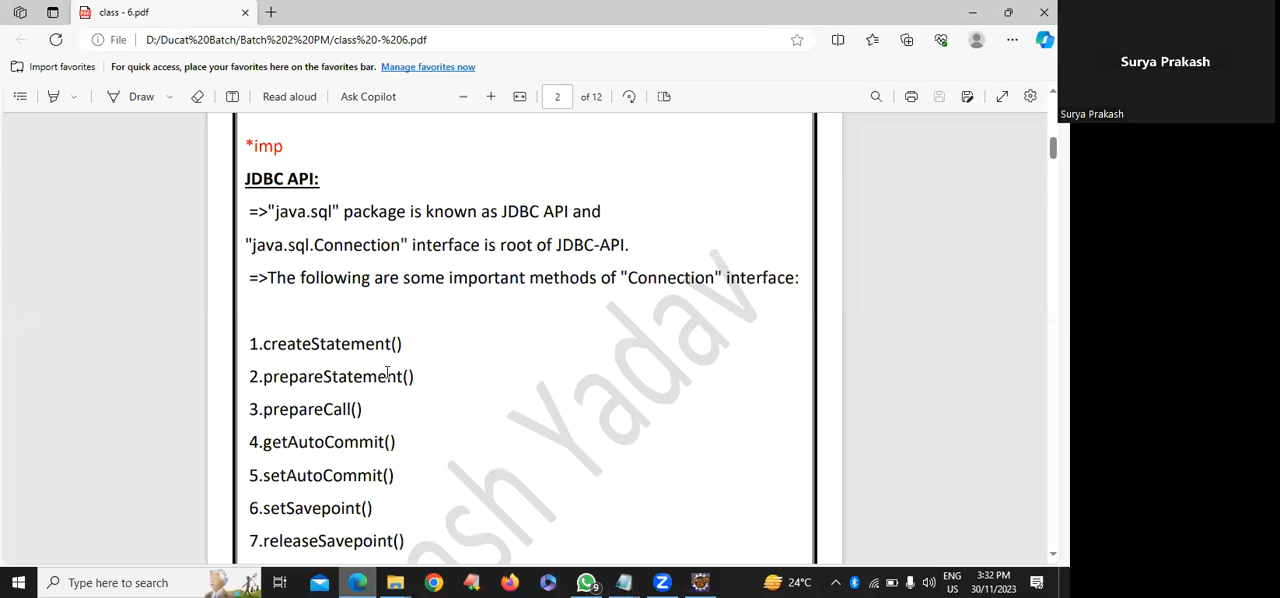 class - 6.pdf
File
D:/Ducat%20Batch/Batch%202%20PM/class%20-%206.pdf
Import favorites
For quick access, place your favorites here on the favorites bar. Manage favorites now
Draw
Read aloud
Ask Copilot
2 of 12
Surya Prakash
Surya Prakash
*imp
JDBC API:
=>"java.sql" package is known as JDBC API and
"java.sql.Connection" interface is root of JDBC-API.
=>The following are some important methods of "Connection" interface:
1.createStatement()
2.prepareStatement()
3.prepareCall()
4.getAutoCommit()
5.setAutoCommit()
6.setSavepoint()
7.releaseSavepoint()
ash Yadav
Type here to search
9
24°C
ENG
US
3:32 PM
30/11/2023